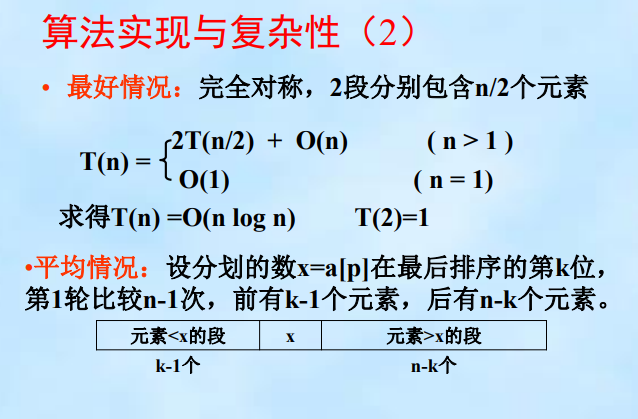 算法实现与复杂性（2）
• 最好情况：完全对称，2段分别包含n/2个元素
2T(n/2) + O(n) ( n > 1 )
T(n) = {
O(1) ( n = 1)
求得T(n) =O(n log n) T(2)=1
•平均情况：设分划的数x=a[p]在最后排序的第k位，
第1轮比较n-1次，前有k-1个元素，后有n-k个元素。
元素<x的段 x 元素>x的段
k-1个 n-k个